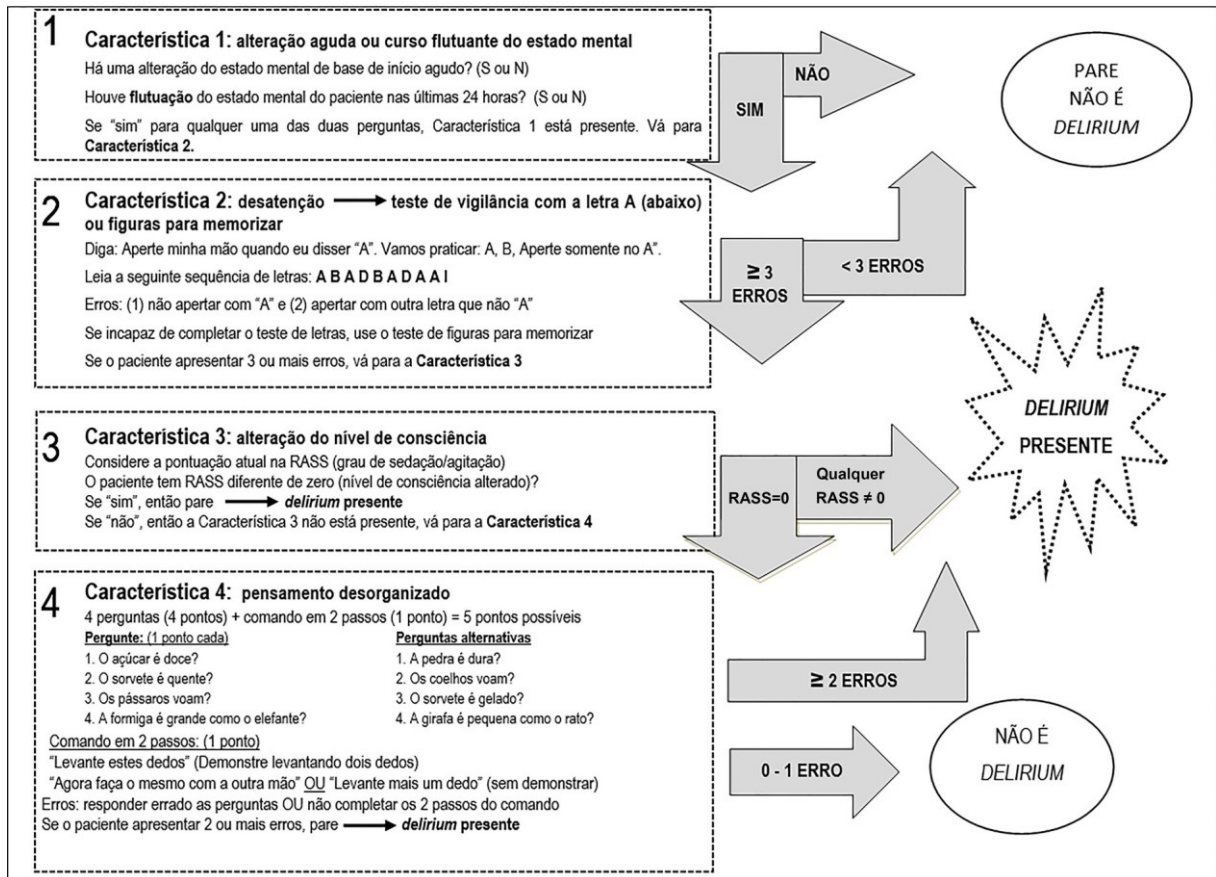 1
Característica 1: alteração aguda ou curso flutuante do estado mental
Há uma alteração do estado mental de base de início agudo? (S ou N)
Houve flutuação do estado mental do paciente nas últimas 24 horas? (S ou N)
Se “sim” para qualquer uma das duas perguntas, Característica 1 está presente. Vá para
Característica 2.
SIM
NÃO
PARE
NÃO É
DELIRIUM
2
Característica 2: desatenção → teste de vigilância com a letra A (abaixo)
ou figuras para memorizar
Diga: Aperte minha mão quando eu disser “A”. Vamos praticar: A, B, Aperte somente no A”.
Leia a seguinte sequência de letras: A B A D B A D A A I
Erros: (1) não apertar com “A” e (2) apertar com outra letra que não “A”
Se incapaz de completar o teste de letras, use o teste de figuras para memorizar
Se o paciente apresentar 3 ou mais erros, vá para a Característica 3
≥ 3
ERROS
< 3 ERROS
3
Característica 3: alteração do nível de consciência
Considere a pontuação atual na RASS (grau de sedação/agitação)
O paciente tem RASS diferente de zero (nível de consciência alterado)?
Se “sim”, então pare → delirium presente
Se “não”, então a Característica 3 não está presente, vá para a Característica 4
RASS=0
Qualquer
RASS ≠ 0
DELIRIUM
PRESENTE
4
Característica 4: pensamento desorganizado
4 perguntas (4 pontos) + comando em 2 passos (1 ponto) = 5 pontos possíveis
Pergunte: (1 ponto cada)
1. O açúcar é doce?
2. O sorvete é quente?
3. Os pássaros voam?
4. A formiga é grande como o elefante?
Perguntas alternativas
1. A pedra é dura?
2. Os coelhos voam?
3. O sorvete é gelado?
4. A girafa é pequena como o rato?
Comando em 2 passos: (1 ponto)
“Levante estes dedos” (Demonstre levantando dois dedos)
“Agora faça o mesmo com a outra mão” OU “Levante mais um dedo” (sem demonstrar)
Erros: responder errado as perguntas OU não completar os 2 passos do comando
Se o paciente apresentar 2 ou mais erros, pare → delirium presente
≥ 2 ERROS
0 - 1 ERRO
NÃO É
DELIRIUM